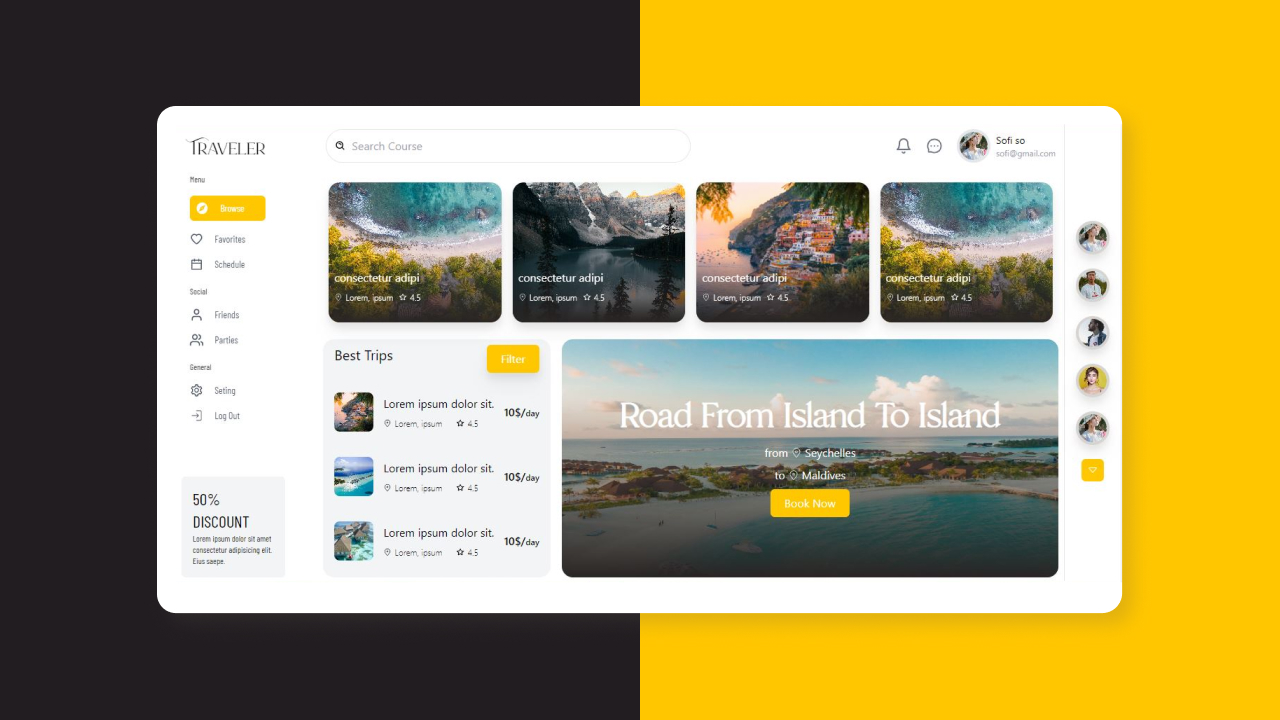 TRAVELER
Search Course
Sofi so
sofi@gmail.com
Menu
Browse
Favorites
Schedule
Social
Friends
Parties
General
Seting
Log Out
50%
DISCOUNT
Lorem ipsum dolor sit amet
consectetur adipisicing elit.
Eius saepe.
consectetur adipi
Lorem, ipsum 4.5
consectetur adipi
Lorem, ipsum 4.5
consectetur adipi
Lorem, ipsum 4.5
consectetur adipi
Lorem, ipsum 4.5
Best Trips
Filter
Lorem ipsum dolor sit.
10$/day
Lorem, ipsum 4.5
Lorem ipsum dolor sit.
10$/day
Lorem, ipsum 4.5
Lorem ipsum dolor sit.
10$/day
Lorem, ipsum 4.5
Road From Island To Island
from Seychelles
to Maldives
Book Now